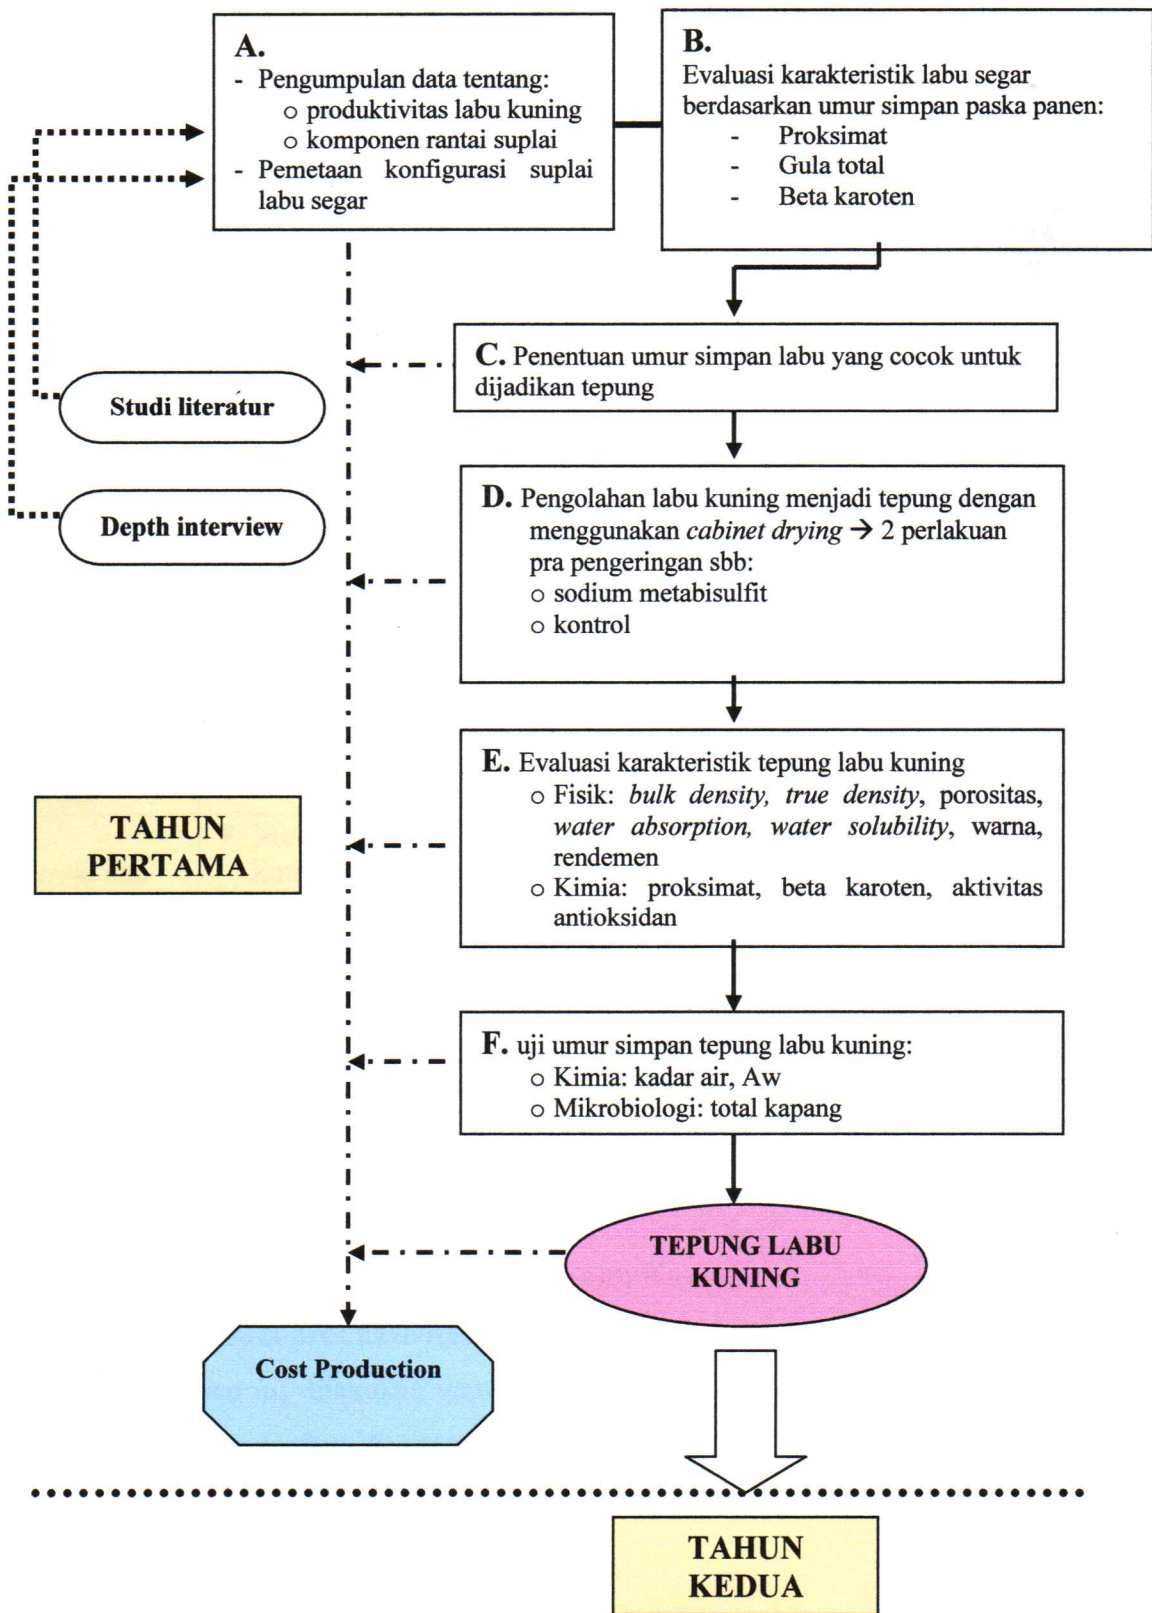 A.
- Pengumpulan data tentang:
o produktivitas labu kuning
o komponen rantai suplai
- Pemetaan konfigurasi suplai
labu segar
B.
Evaluasi karakteristik labu segar
berdasarkan umur simpan paska panen:
- Proksimat
- Gula total
- Beta karoten
C. Penentuan umur simpan labu yang cocok untuk
dijadikan tepung
Studi literatur
Depth interview
D. Pengolahan labu kuning menjadi tepung dengan
menggunakan cabinet drying → 2 perlakuan
pra pengeringan sbb:
o sodium metabisulfit
o kontrol
E. Evaluasi karakteristik tepung labu kuning
o Fisik: bulk density, true density, porositas,
water absorption, water solubility, warna,
rendemen
o Kimia: proksimat, beta karoten, aktivitas
antioksidan
TAHUN
PERTAMA
F. uji umur simpan tepung labu kuning:
o Kimia: kadar air, Aw
o Mikrobiologi: total kapang
TEPUNG LABU
KUNING
Cost Production
TAHUN
KEDUA